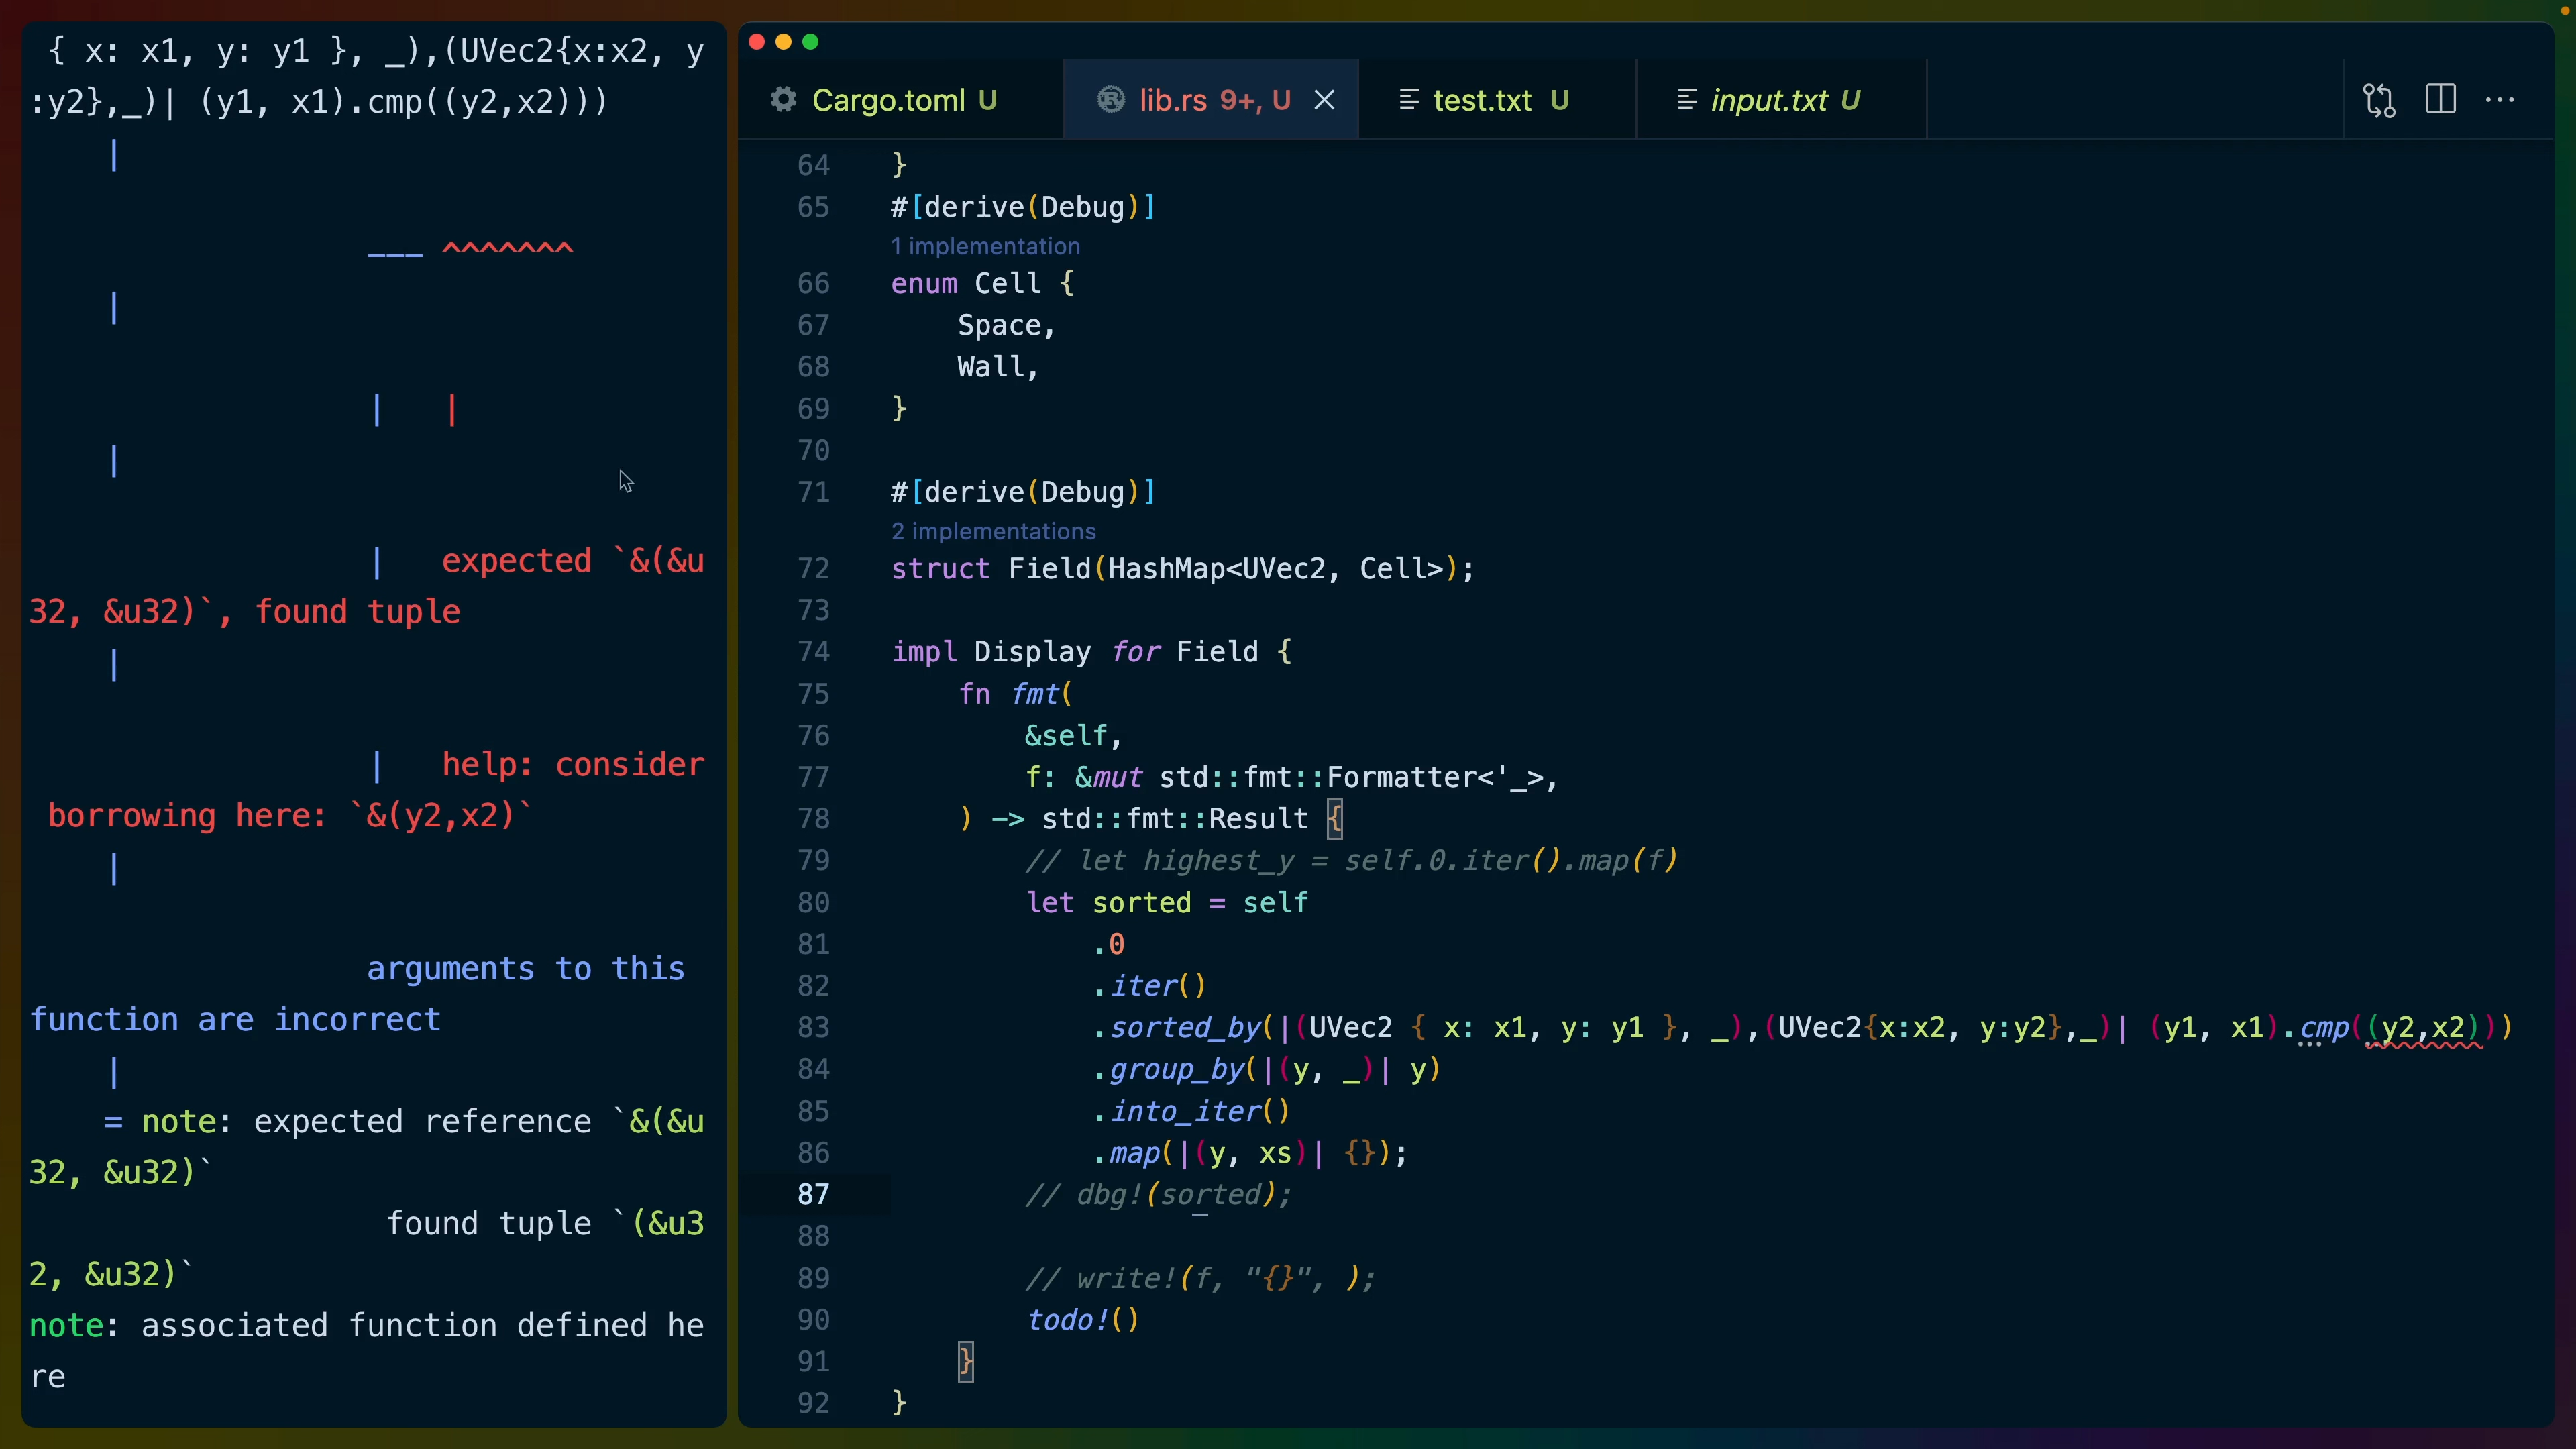 { x: x1, y: y1 }, _),(UVec2{x:x2, y
:y2},_)| (y1, x1).cmp((y2,x2)))
|
___ ^^^^^^^
|
| |
|
| expected `&(&u
32, &u32)`, found tuple
|
| help: consider
borrowing here: `&(y2,x2)`
|
arguments to this
function are incorrect
|
= note: expected reference `&(&u
32, &u32)`
found tuple `(&u3
2, &u32)`
note: associated function defined he
re
Cargo.toml U
lib.rs 9+, U
test.txt U
input.txt U
64 }
65 #[derive(Debug)]
1 implementation
66 enum Cell {
67 Space,
68 Wall,
69 }
70
71 #[derive(Debug)]
2 implementations
72 struct Field(HashMap<UVec2, Cell>);
73
74 impl Display for Field {
75 fn fmt(
76 &self,
77 f: &mut std::fmt::Formatter<'_>,
78 ) -> std::fmt::Result {
79 // let highest_y = self.0.iter().map(f)
80 let sorted = self
81 .0
82 .iter()
83 .sorted_by(|(UVec2 { x: x1, y: y1 }, _),(UVec2{x:x2, y:y2},_)| (y1, x1).cmp((y2,x2)))
84 .group_by(|(y, _)| y)
85 .into_iter()
86 .map(|(y, xs)| {});
87 // dbg!(sorted);
88
89 // write!(f, "{}", );
90 todo!()
91 }
92 }